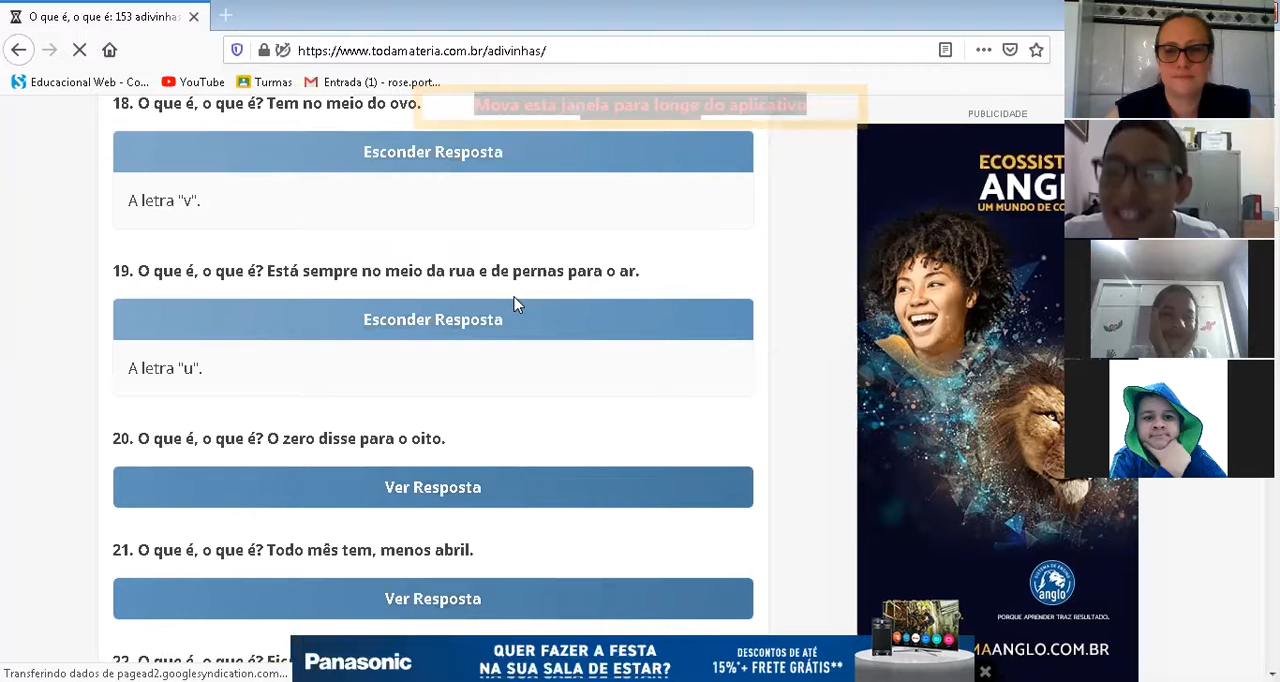 O que é, o que é: 153 adivinhas
https://www.todamateria.com.br/adivinhas/
Educacional Web - Co...
YouTube
Turmas
Entrada (1) - rose.port...
18. O que é, o que é? Tem no meio do ovo.
Mova esta janela para longe do aplicativo
Esconder Resposta
A letra "v".
19. O que é, o que é? Está sempre no meio da rua e de pernas para o ar.
Esconder Resposta
A letra "u".
20. O que é, o que é? O zero disse para o oito.
Ver Resposta
21. O que é, o que é? Todo mês tem, menos abril.
Ver Resposta
PUBLICIDADE
ECOSSIST
ANG
UM MUNDO DE CO
SISTEMA DE ENSINO
anglo
PORQUE APRENDER TRAZ RESULTADO.
MAANGLO.COM.BR
Panasonic
QUER FAZER A FESTA
NA SUA SALA DE ESTAR?
DESCONTOS DE ATÉ
15%*+ FRETE GRÁTIS**
Transferindo dados de pagead2.googlesyndication.com...